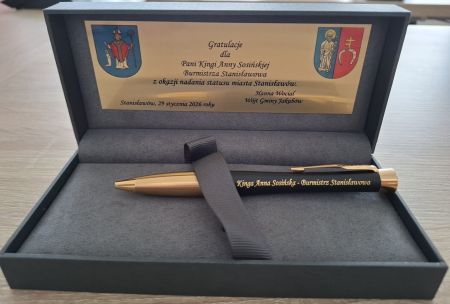 Gratulacje
dla
Pani Kingi Anny Sosińskiej
Burmistrza Stanisławowa
z okazji nadania statusu miasta Stanisławów.
Hanna Wocial
Wójt Gminy Jakubów
Stanisławów, 29 stycznia 2026 roku
Kinga Anna Sosińska - Burmistrz Stanisławowa